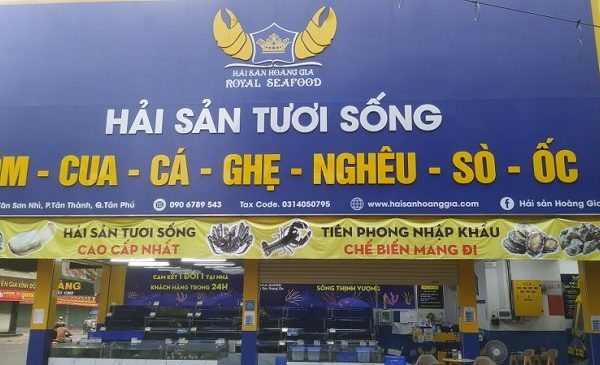 HẢI SẢN HOÀNG GIA
ROYAL SEAFOOD
HẢI SẢN TƯƠI SỐNG
ÔM - CUA - CÁ - GHẸ - NGHÊU - SÒ - ỐC
Tân Sơn Nhì, P.Tân Thành, Q.Tân Phú 090 6789 543 Tax Code. 0314050795 www.haisanhoanggia.com Hải sản Hoàng Gia
HẢI SẢN TƯƠI SỐNG
CAO CẤP NHẤT
TIÊN PHONG NHẬP KHẨU
CHẾ BIẾN MANG ĐI
CAM KẾT 1 ĐỔI 1 TẠI NHÀ
KHÁCH HÀNG TRONG 24H
SỐNG THỊNH VƯỢNG